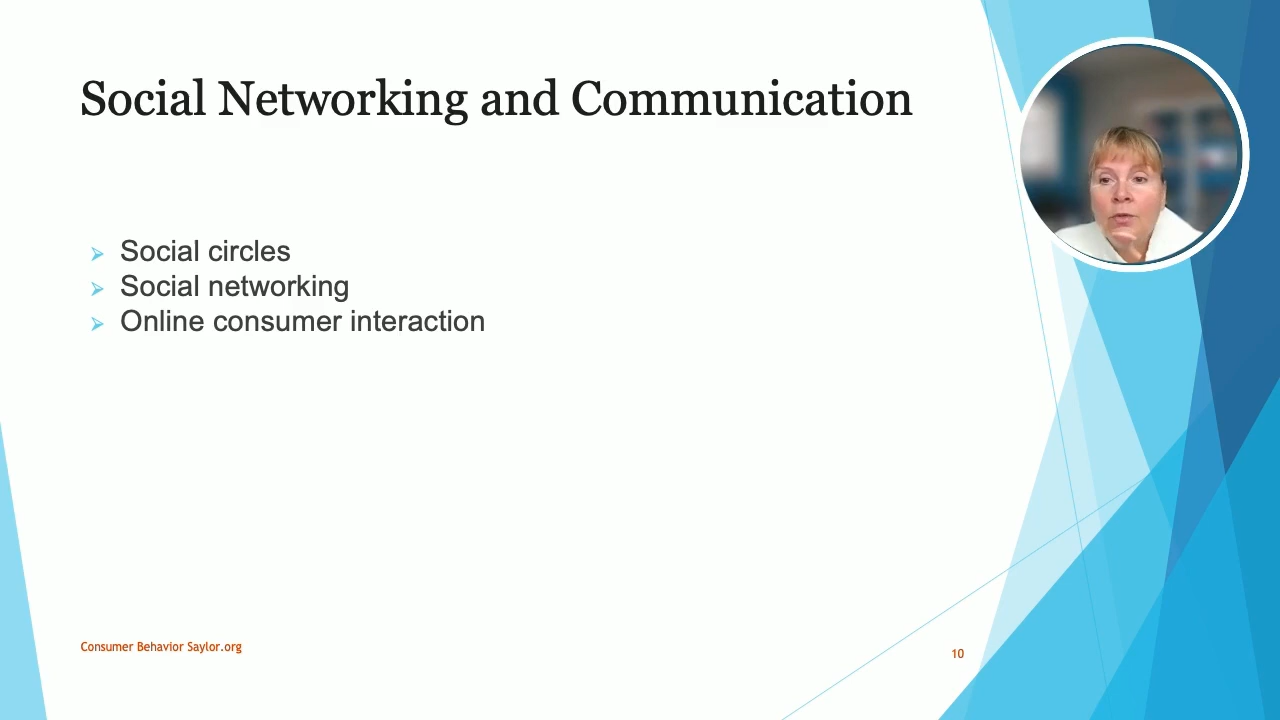 Social Networking and Communication
Social circles
Social networking
Online consumer interaction
Consumer Behavior Saylor.org
10